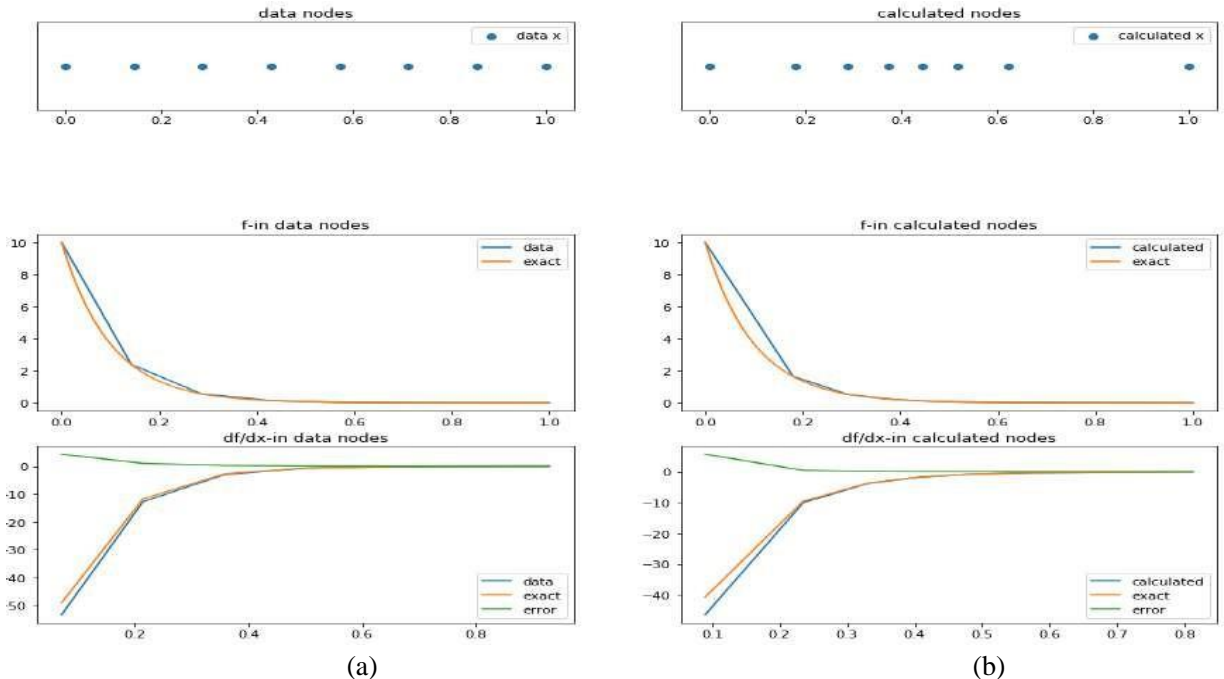 data nodes
data x
0.0 0.2 0.4 0.6 0.8 1.0
calculated nodes
calculated x
0.0 0.2 0.4 0.6 0.8 1.0
f-in data nodes
10
8
6
4
2
0
data
exact
0.0 0.2 0.4 0.6 0.8 1.0
f-in calculated nodes
10
8
6
4
2
0
calculated
exact
0.0 0.2 0.4 0.6 0.8 1.0
df/dx-in data nodes
0
-10
-20
-30
-40
-50
data
exact
error
0.2 0.4 0.6 0.8
df/dx-in calculated nodes
0
−10
−20
−30
−40
calculated
exact
error
0.1 0.2 0.3 0.4 0.5 0.6 0.7 0.8
(a)
(b)